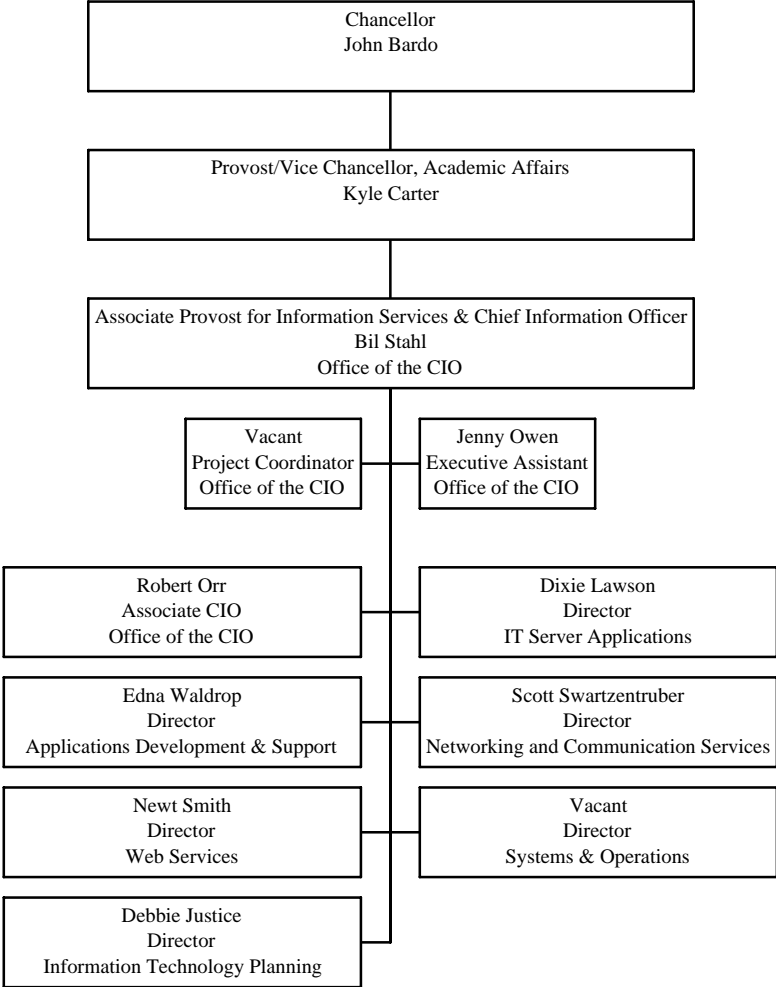 Chancellor
John Bardo
Provost/Vice Chancellor, Academic Affairs
Kyle Carter
Associate Provost for Information Services & Chief Information Officer
Bil Stahl
Office of the CIO
Vacant
Project Coordinator
Office of the CIO
Jenny Owen
Executive Assistant
Office of the CIO
Robert Orr
Associate CIO
Office of the CIO
Dixie Lawson
Director
IT Server Applications
Edna Waldrop
Director
Applications Development & Support
Scott Swartzentruber
Director
Networking and Communication Services
Newt Smith
Director
Web Services
Vacant
Director
Systems & Operations
Debbie Justice
Director
Information Technology Planning